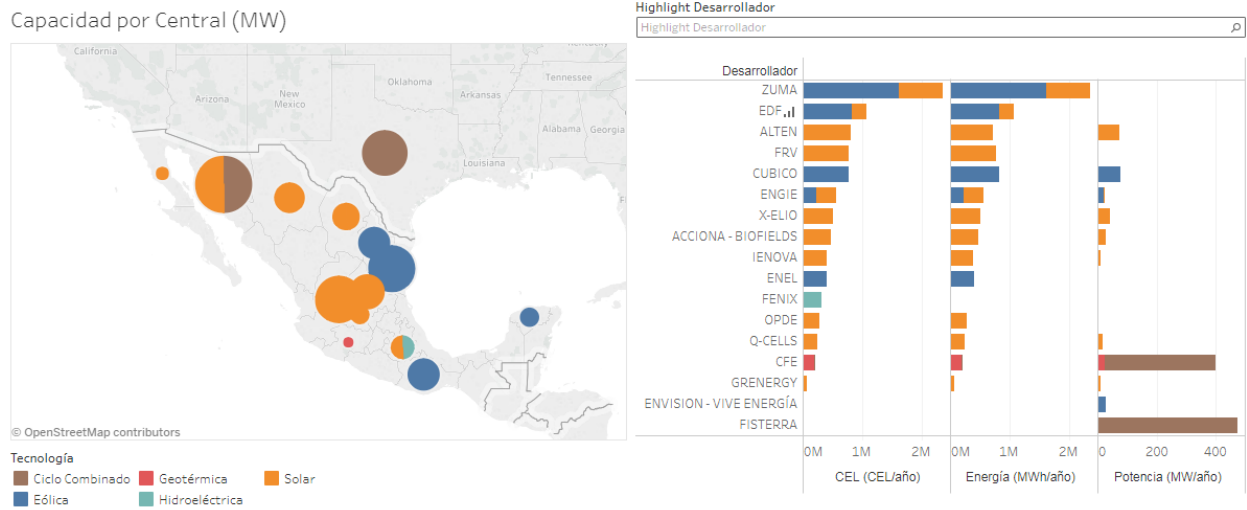 Capacidad por Central (MW)
California
Oklahoma
Tennessee
Arizona
New
Mexico
Arkansas
Alabama
Georgia
Louisiana
© OpenStreetMap contributors
Tecnología
Ciclo Combinado
Geotérmica
Solar
Eólica
Hidroeléctrica
Highlight Desarrollador
Highlight Desarrollador
Desarrollador
ZUMA
EDF
ALTEN
FRV
CUBICO
ENGIE
X-ELIO
ACCIONA - BIOFIELDS
IENOVA
ENEL
FENIX
OPDE
Q-CELLS
CFE
GRENERGY
ENVISION - VIVE ENERGÍA
FISTERRA
0M 1M 2M
0M 1M 2M
0 200 400
CEL (CEL/año)
Energía (MWh/año)
Potencia (MW/año)